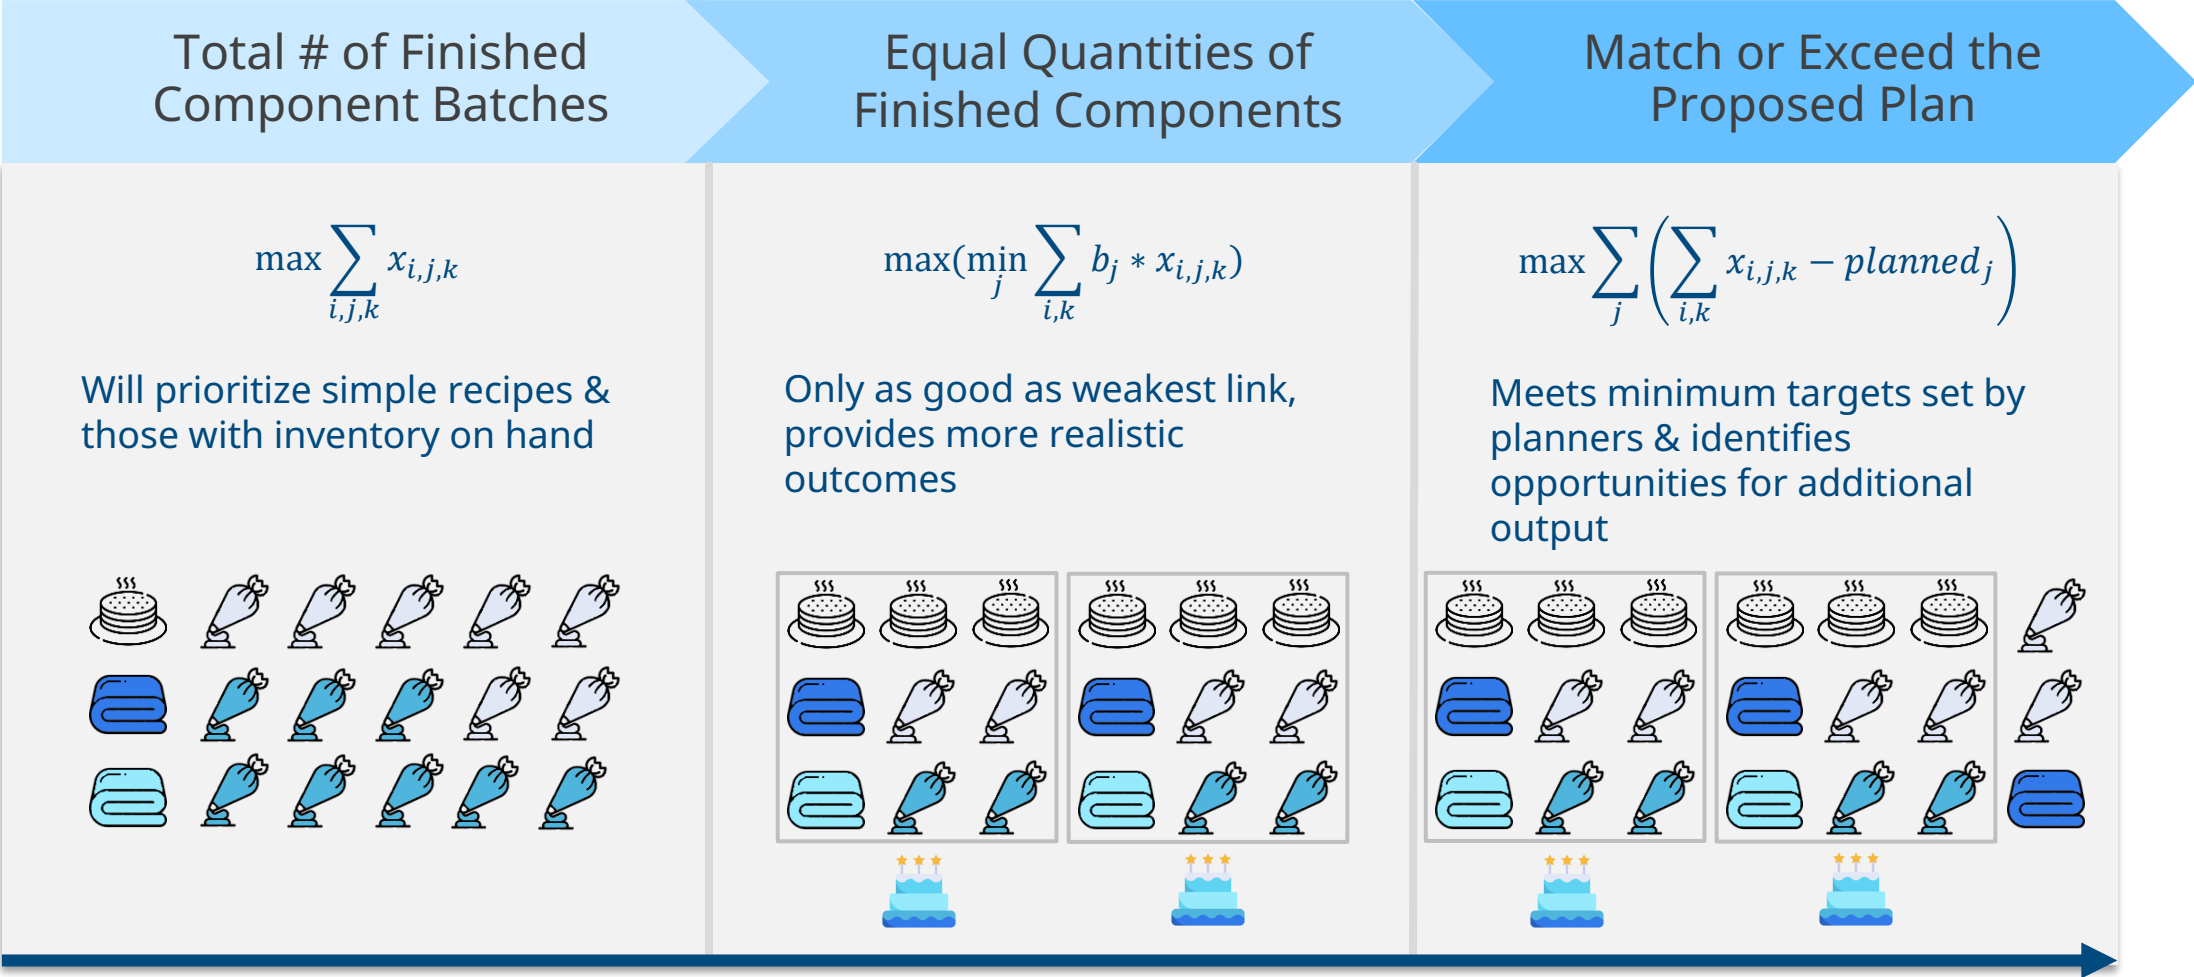 Total # of Finished
Component Batches
Equal Quantities of
Finished Components
Match or Exceed the
Proposed Plan
max ∑ x_{i,j,k}
i,j,k
max(min ∑ b_j * x_{i,j,k})
j i,k
max ∑ (∑ x_{i,j,k} − planned_j)
j i,k
Will prioritize simple recipes &
those with inventory on hand
Only as good as weakest link,
provides more realistic
outcomes
Meets minimum targets set by
planners & identifies
opportunities for additional
output